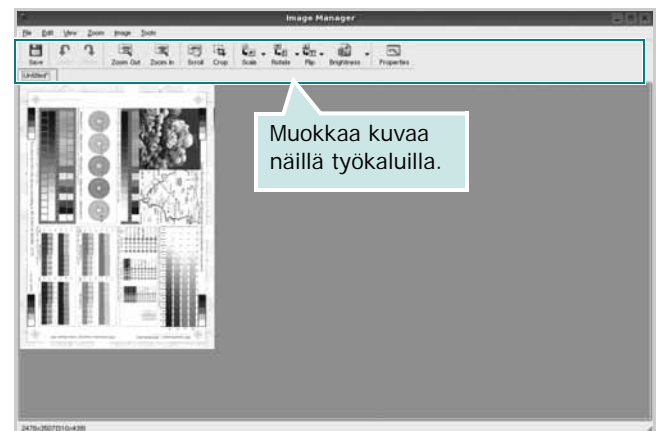 Image Manager
File Edit View Zoom Image Tools
Save Zoom Out Zoom In Scroll Crop Scale Rotate Flip Brightness Properties
Untitled*
Muokkaa kuvaa
näillä työkaluilla.